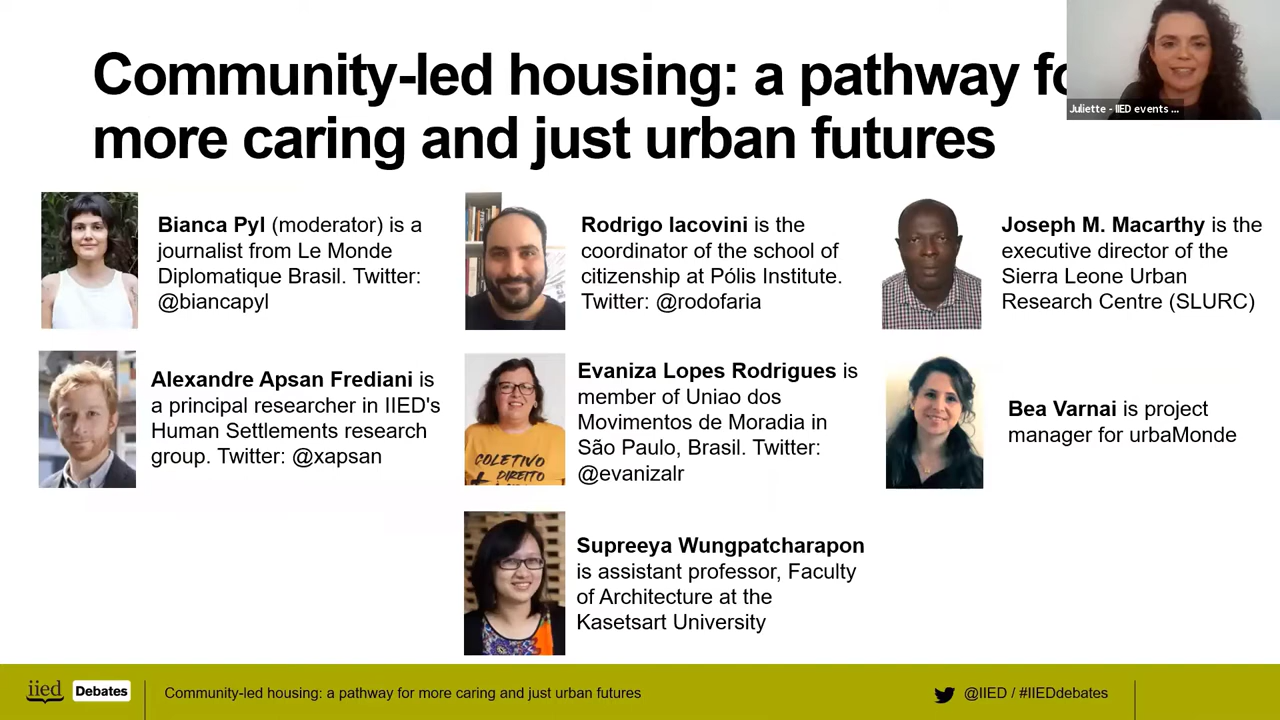 Community-led housing: a pathway fo
more caring and just urban futures
Juliette - IIED events ...
Bianca Pyl (moderator) is a
journalist from Le Monde
Diplomatique Brasil. Twitter:
@biancapyl
Rodrigo Iacovini is the
coordinator of the school of
citizenship at Pólis Institute.
Twitter: @rodofaria
Joseph M. Macarthy is the
executive director of the
Sierra Leone Urban
Research Centre (SLURC)
Alexandre Apsan Frediani is
a principal researcher in IIED's
Human Settlements research
group. Twitter: @xapsan
Evaniza Lopes Rodrigues is
member of Uniao dos
Movimentos de Moradia in
São Paulo, Brasil. Twitter:
@evanizalr
COLETIVO
+ DIREITO
Bea Varnai is project
manager for urbaMonde
Supreeya Wungpatcharapon
is assistant professor, Faculty
of Architecture at the
Kasetsart University
iied Debates
Community-led housing: a pathway for more caring and just urban futures
@IIED / #IIEDdebates